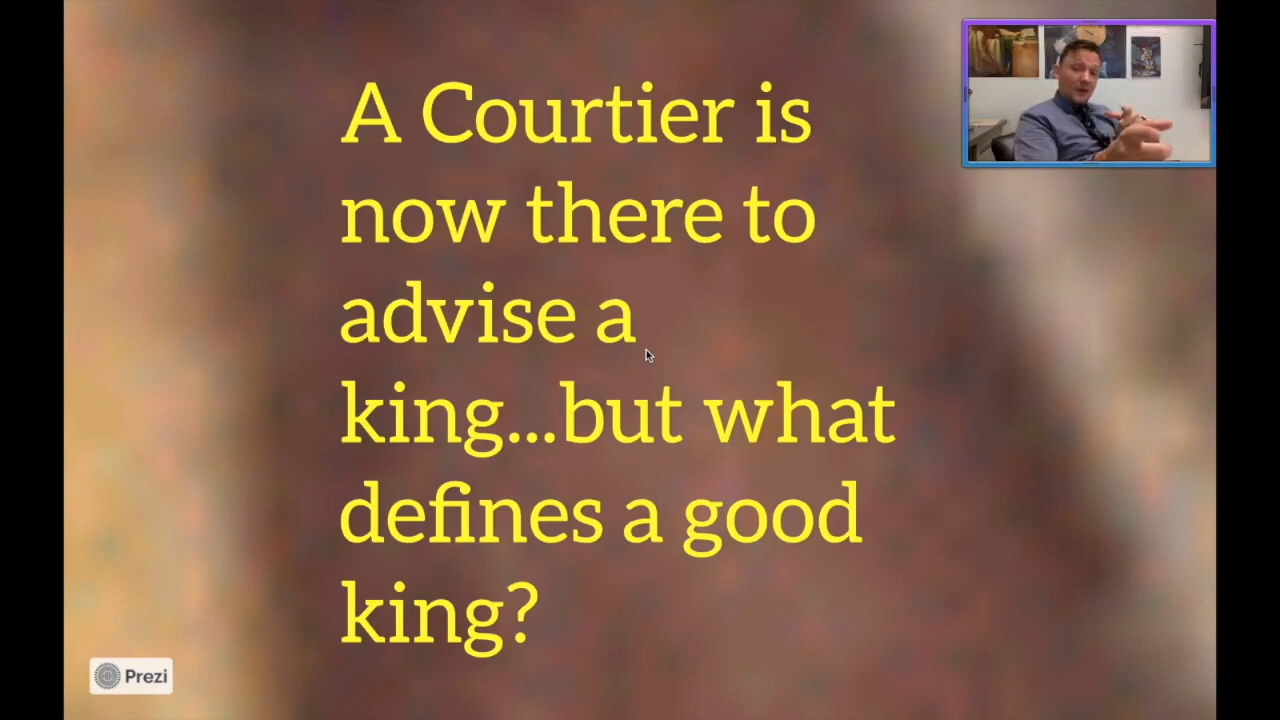 A Courtier is
now there to
advise a
king...but what
defines a good
king?
Prezi